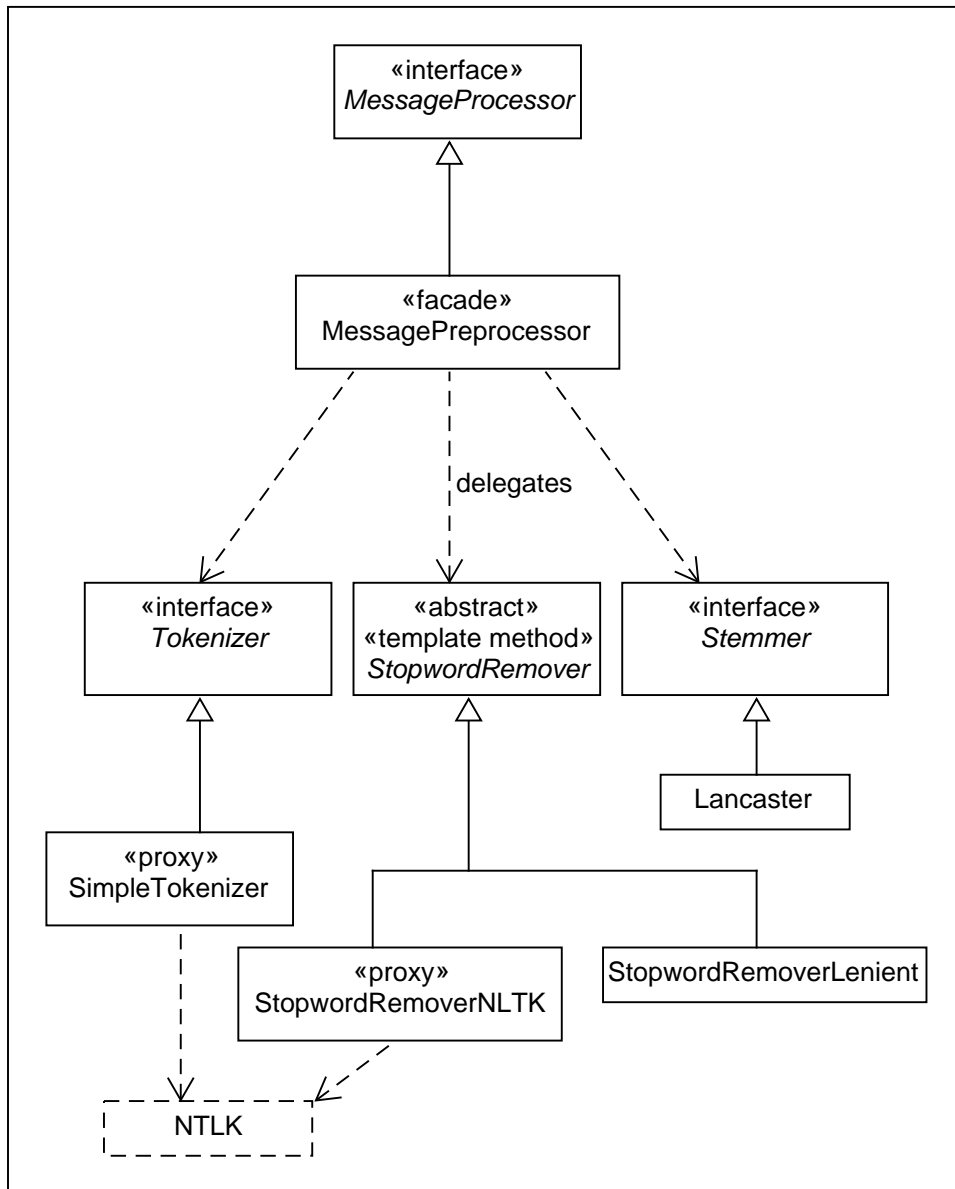 «interface»
MessageProcessor
«facade»
MessagePreprocessor
delegates
«interface»
Tokenizer
«abstract»
«template method»
StopwordRemover
«interface»
Stemmer
Lancaster
«proxy»
SimpleTokenizer
«proxy»
StopwordRemoverNLTK
StopwordRemoverLenient
NTLK